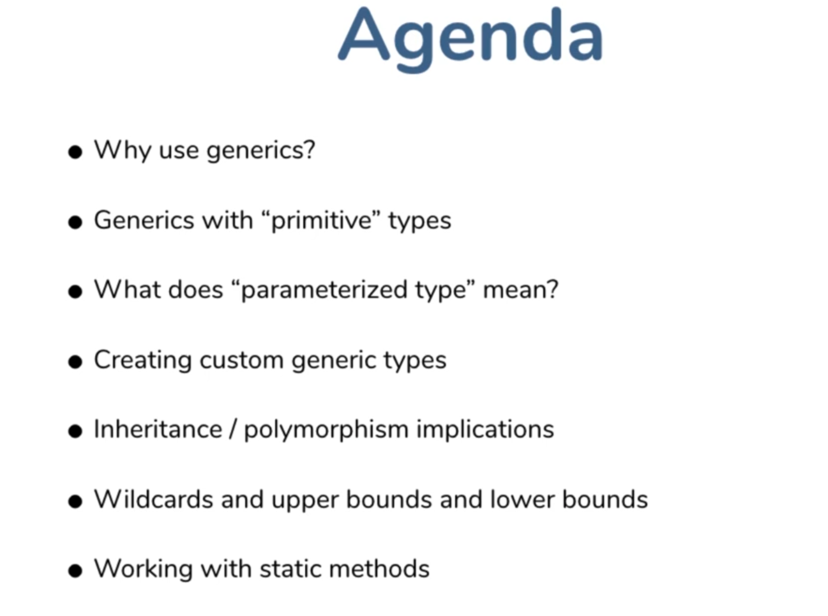 Agenda
● Why use generics?
● Generics with “primitive” types
● What does “parameterized type” mean?
● Creating custom generic types
● Inheritance / polymorphism implications
● Wildcards and upper bounds and lower bounds
● Working with static methods